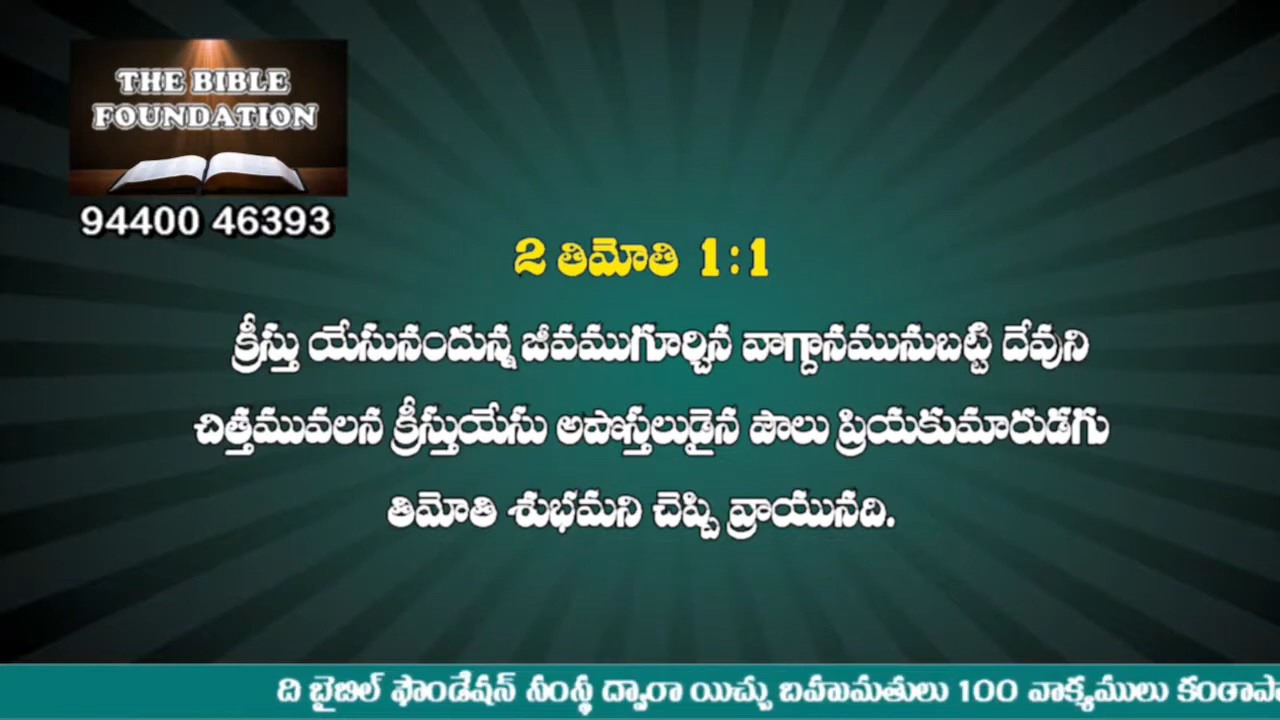 THE BIBLE
FOUNDATION
94400 46393
2 తిమోతి 1:1
క్రీస్తు యేసునందున్న జీవముగూర్చిన వాగ్దానమునుబట్టి దేవుని
చిత్తమువలన క్రీస్తుయేసు అపొస్తలుడైన పౌలు ప్రియకుమారుడగు
తిమోతి శుభమని చెప్పి వ్రాయునది.
ది బైబిల్ ఫౌండేషన్ సంస్థ ద్వారా యిచ్చు బహుమతులు 100 వాక్యములు కంఠాపా